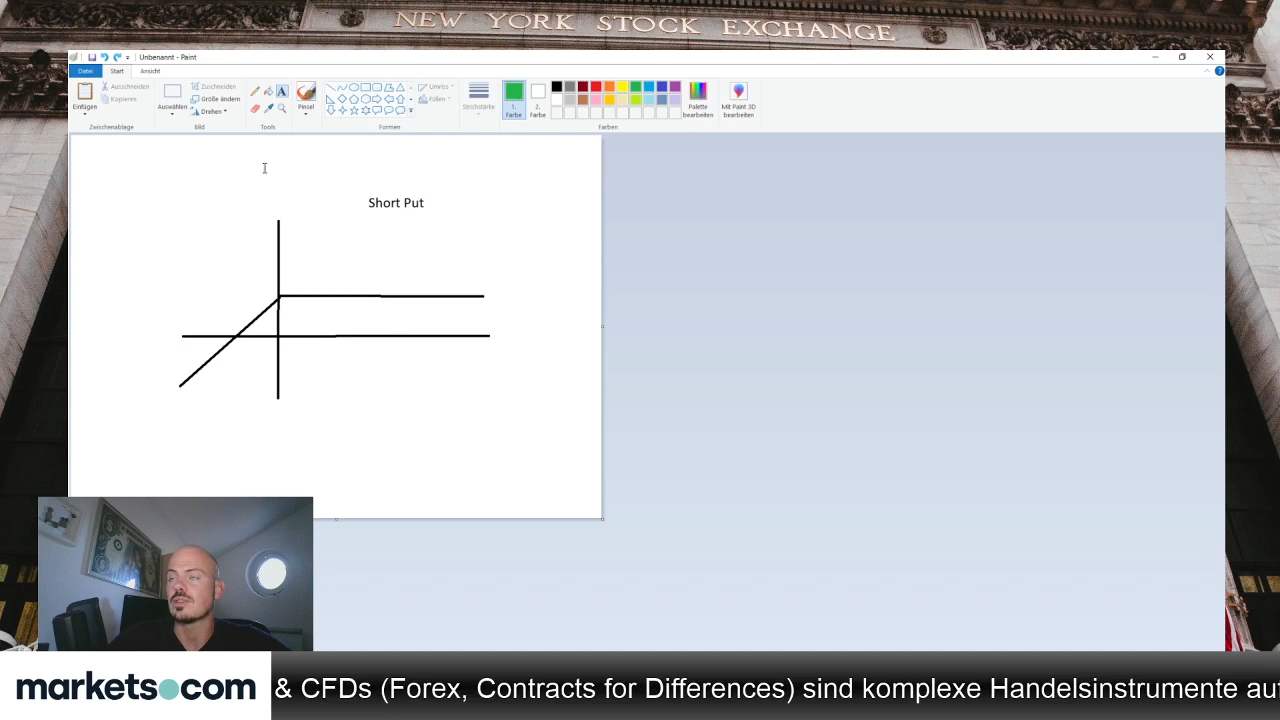 NEW YORK STOCK EXCHANGE
Unbenannt - Paint
Datei Start Ansicht
Einfügen
Ausschneiden
Kopieren
Zwischenablage
Auswählen
Zuschneiden
Größe ändern
Drehen
Bild
Tools
Pinsel
Umriss
Füllen
Formen
Strichstärke
1. Farbe
2. Farbe
Palette bearbeiten
Farben
Mit Paint 3D bearbeiten
Short Put
markets.com
& CFDs (Forex, Contracts for Differences) sind komplexe Handelsinstrumente au